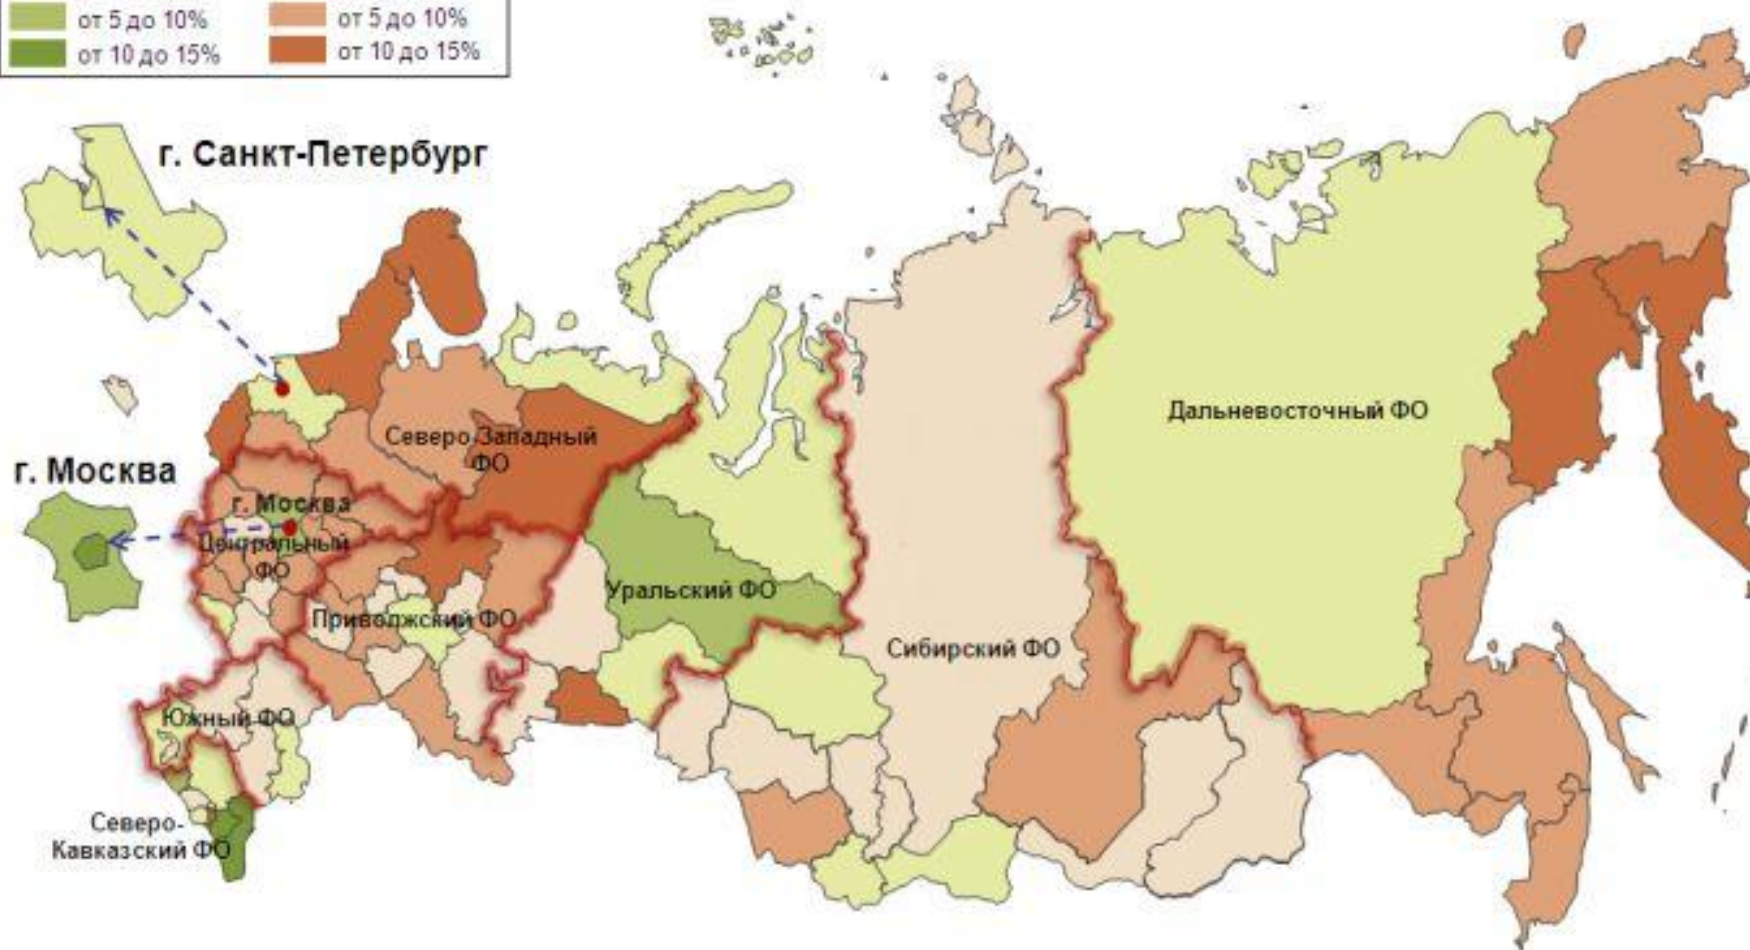 от 5 до 10%
от 5 до 10%
от 10 до 15%
от 10 до 15%
г. Санкт-Петербург
Дальневосточный ФО
Северо-Западный
ФО
г. Москва
г. Москва
Центральный
ФО
Уральский ФО
Приволжский ФО
Сибирский ФО
Южный ФО
Северо-
Кавказский ФО